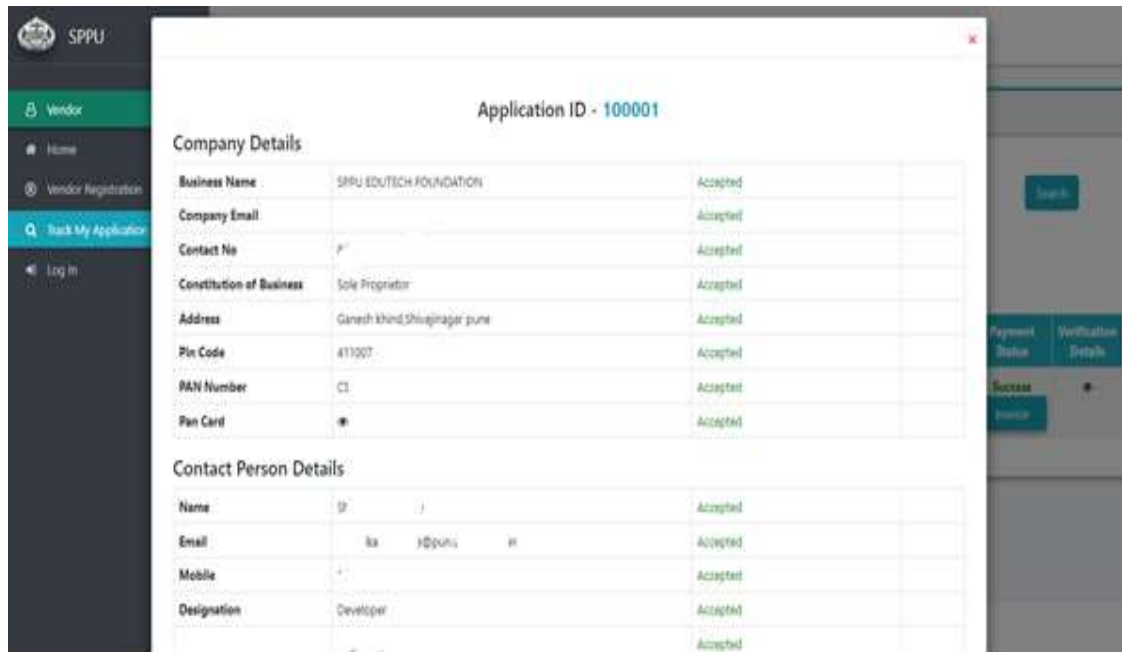 SPPU
Vendor
Home
Vendor Registration
Track My Application
Log In
Application ID - 100001
Company Details
Business Name SPPU EDUTECH FOUNDATION Accepted
Company Email Accepted
Contact No Accepted
Constitution of Business Sole Proprietor Accepted
Address Ganesh khind,Shivajinagar pune Accepted
Pin Code 411007 Accepted
PAN Number Accepted
Pan Card Accepted
Contact Person Details
Name Accepted
Email Accepted
Mobile Accepted
Designation Developer Accepted
Accepted
Search
Payment Status Verification Details
Success
Invoice